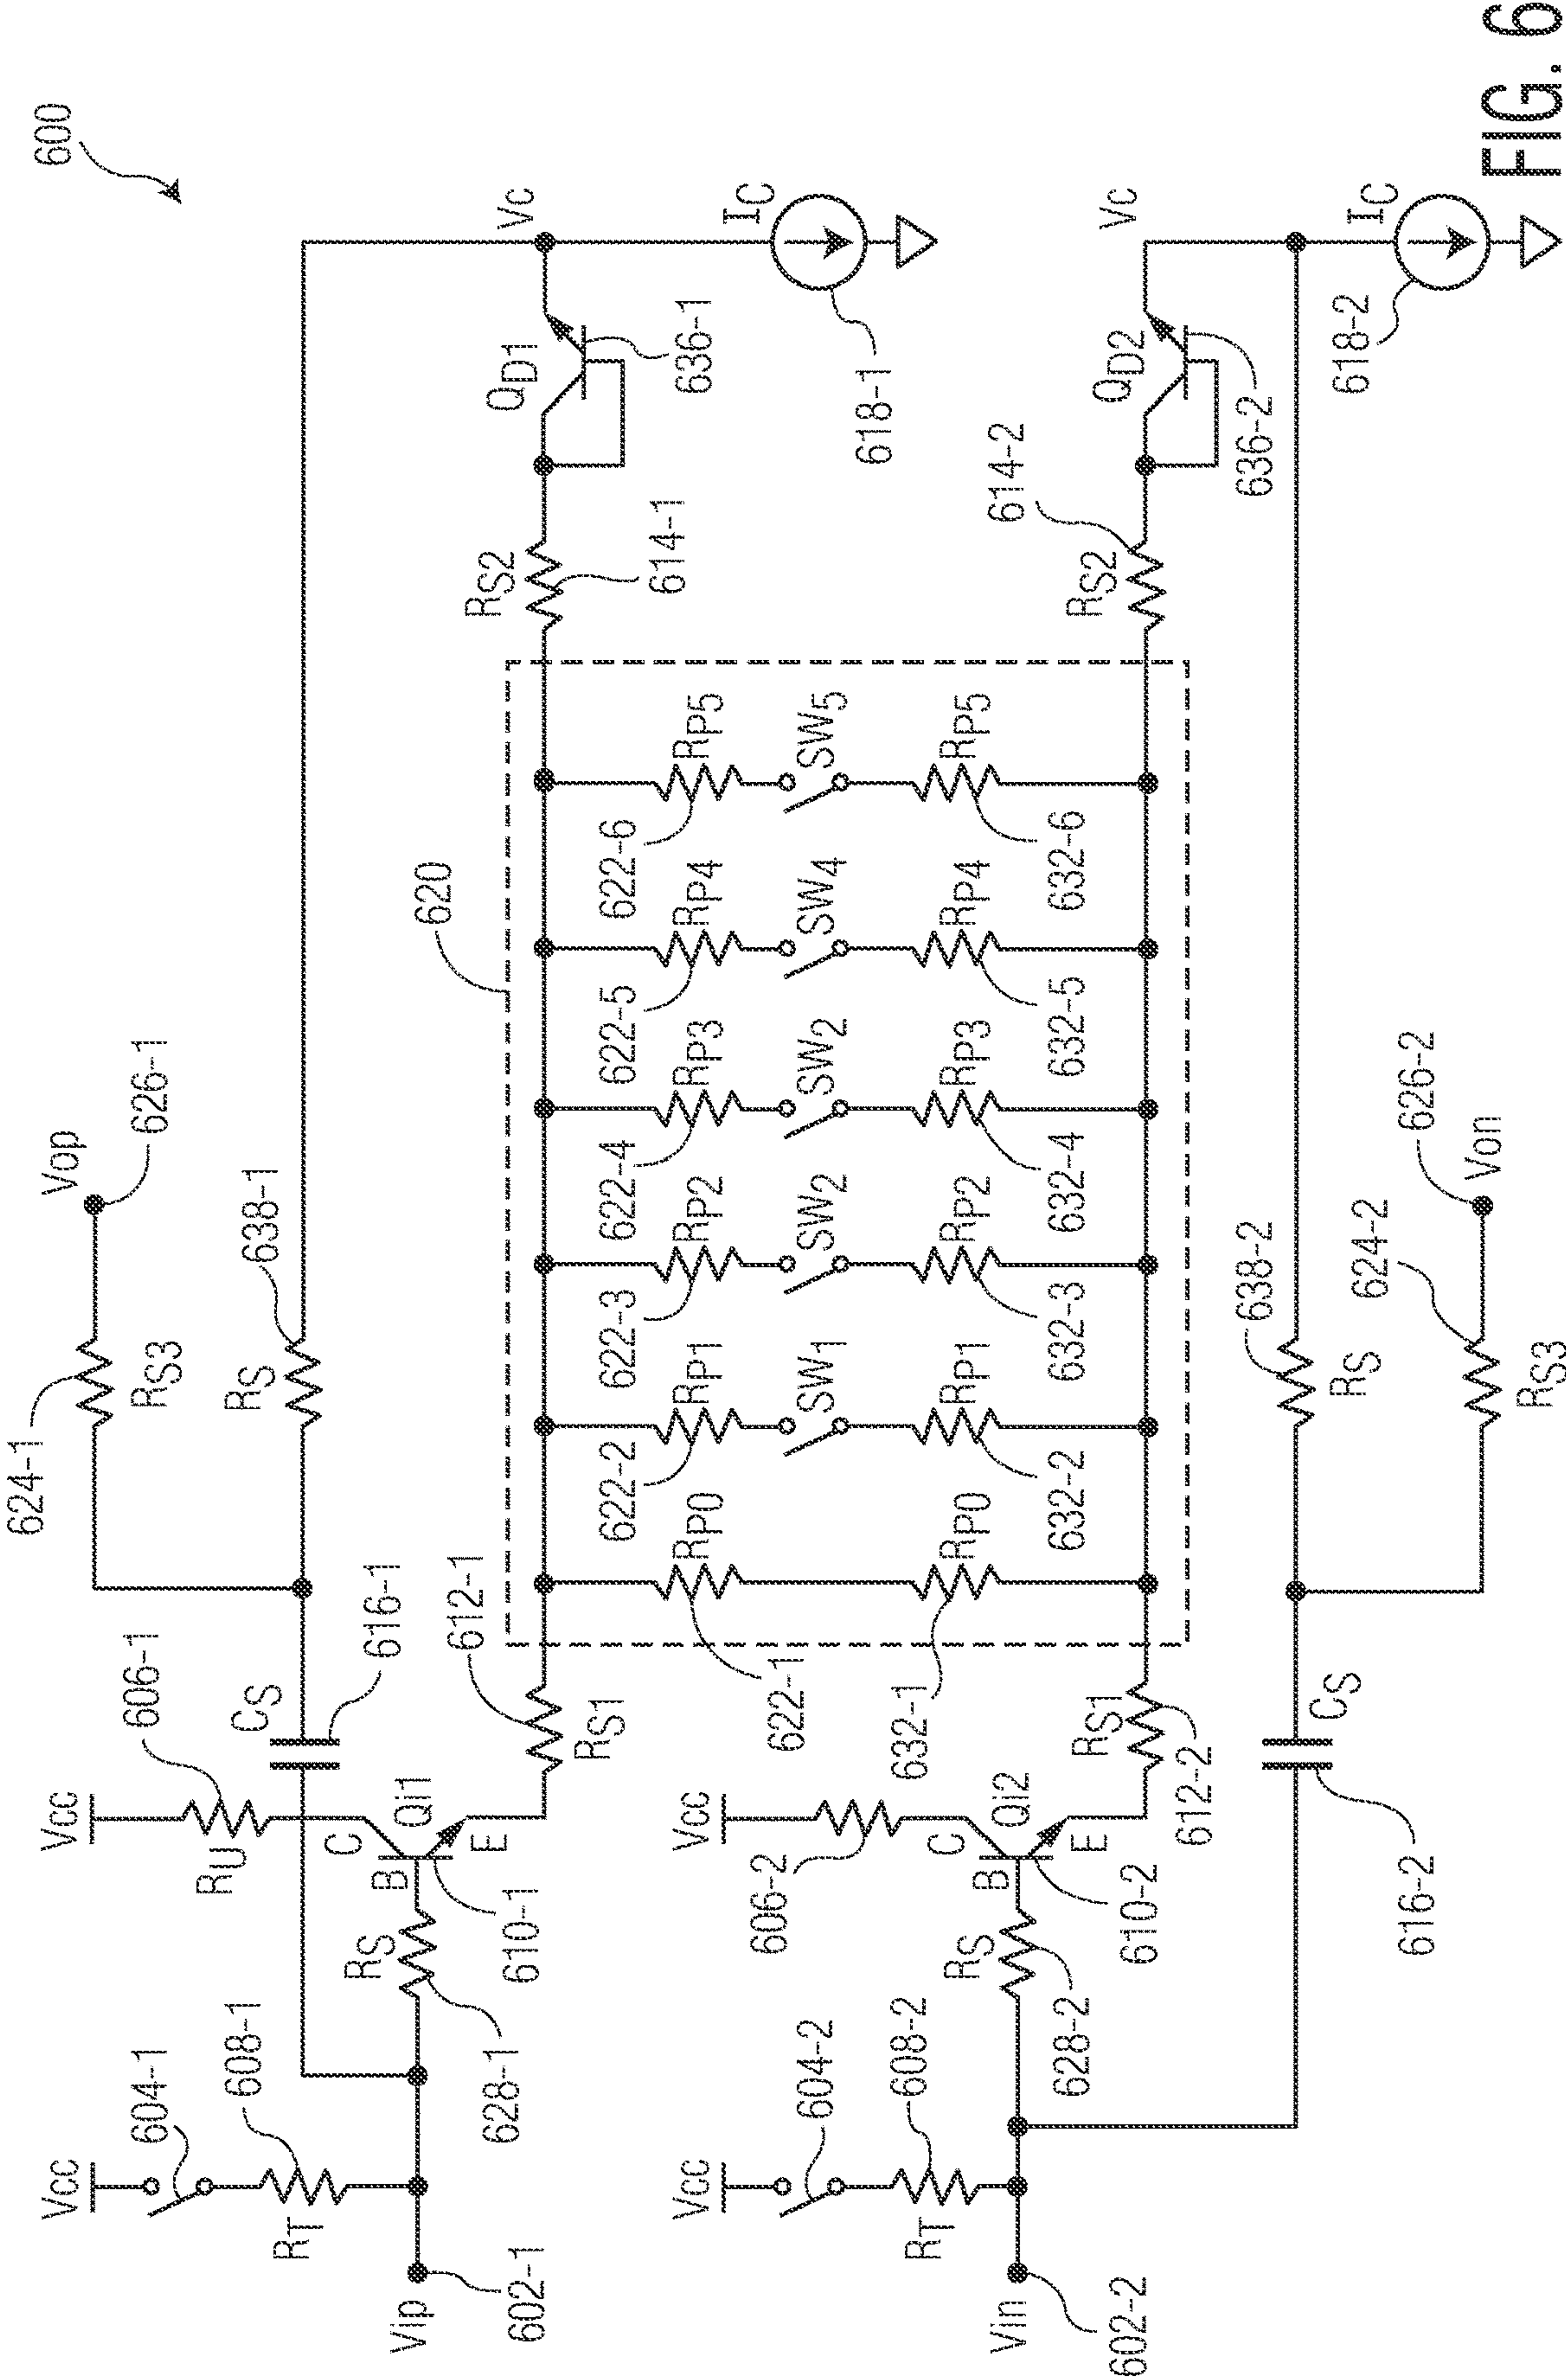 600
Vop
626-1
624-1
RS3
638-1
RS
VC
IC
618-1
QD1
636-1
RS2
614-1
620
616-1
CS
606-1
VCC
RU
C
B
E
Qi1
610-1
RS
628-1
612-1
RS1
VCC
604-1
608-1
RT
Vip
602-1
RP0
RP1
RP2
RP3
RP4
RP5
622-1
622-2
622-3
622-4
622-5
622-6
SW1
SW2
SW2
SW4
SW5
RP0
RP1
RP2
RP3
RP4
RP5
632-1
632-2
632-3
632-4
632-5
632-6
VCC
604-2
608-2
RT
Vin
602-2
VCC
606-2
C
B
E
Qi2
610-2
RS
628-2
RS1
612-2
RS2
614-2
QD2
636-2
VC
IC
618-2
CS
616-2
638-2
RS
624-2
RS3
626-2
Von
FIG. 6